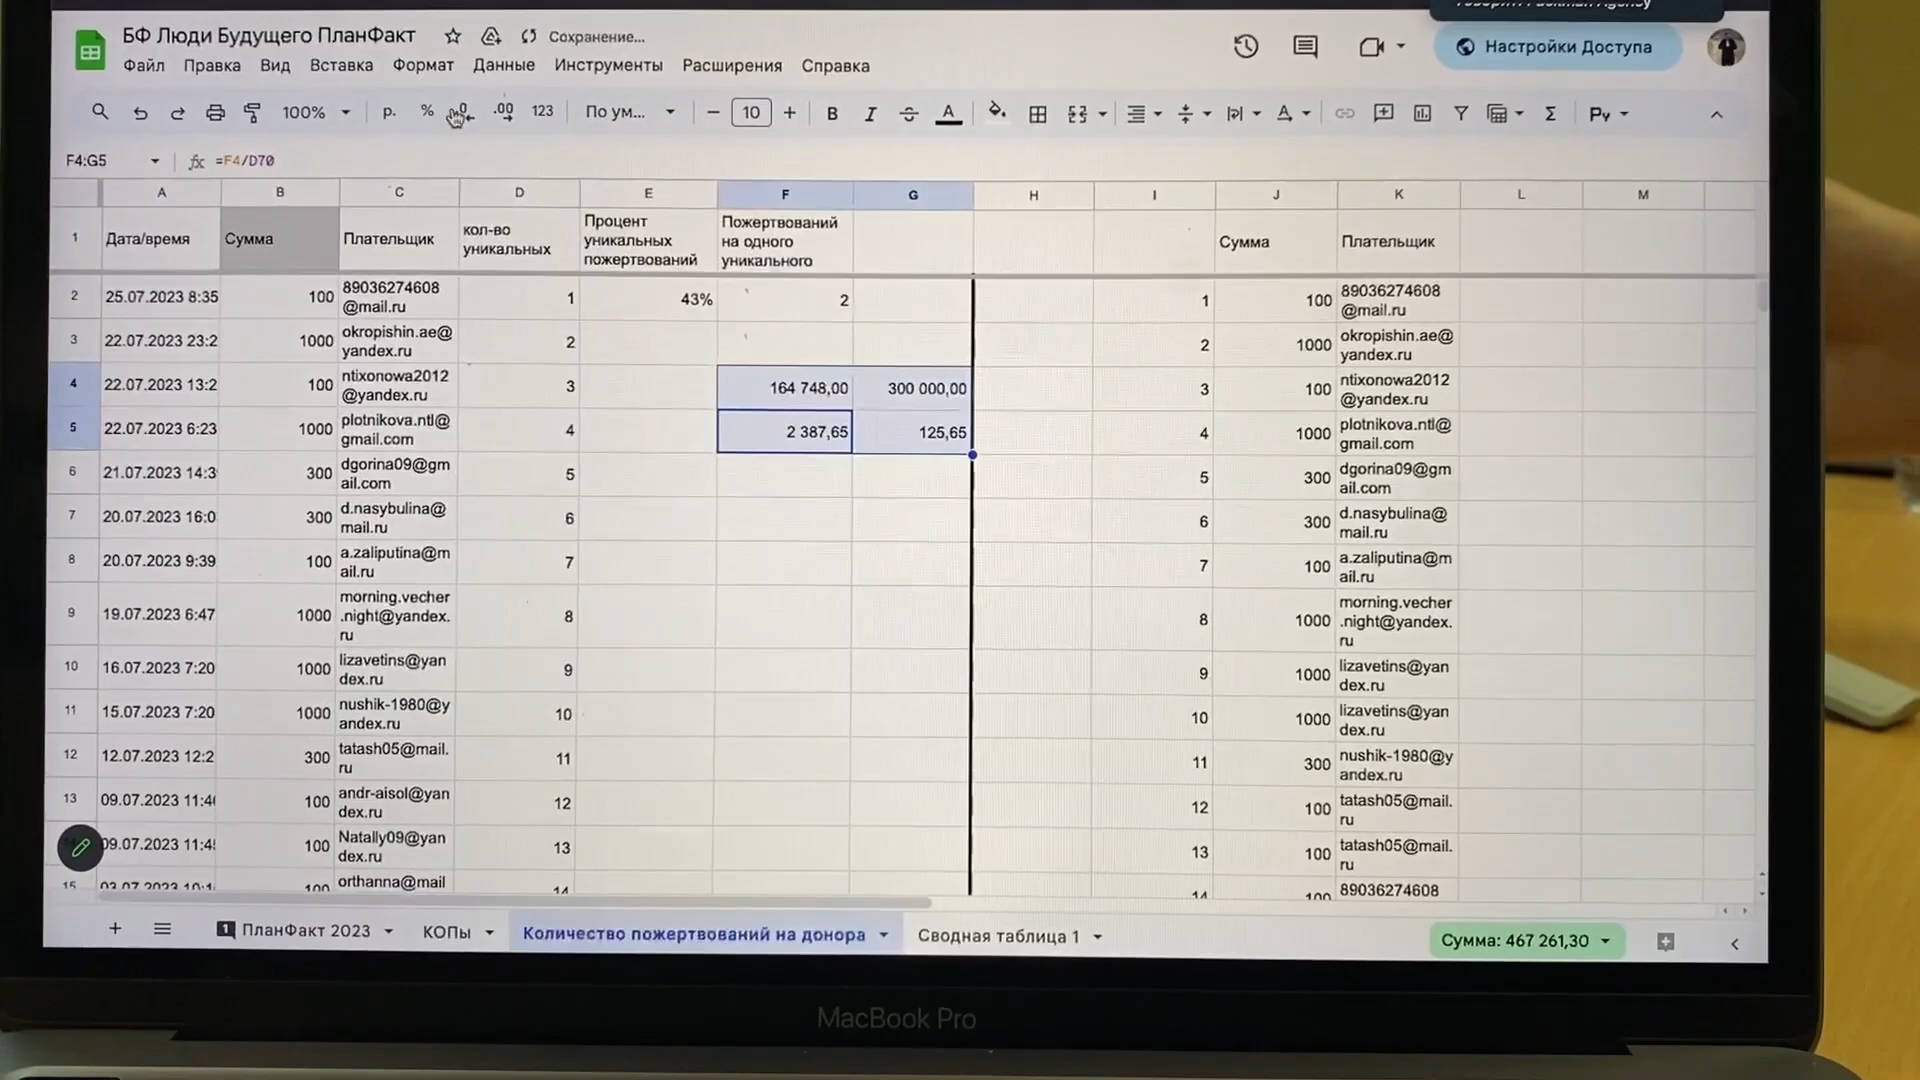 БФ Люди Будущего ПланФакт Сохранение...
Файл Правка Вид Вставка Формат Данные Инструменты Расширения Справка
Настройки Доступа
100% р. % .0 .00 123 По ум... 10 B I A Σ
F4:G5 fx =F4/D70
A B C D E F G H I J K L M
1 Дата/время Сумма Плательщик кол-во уникальных Процент уникальных пожертвований Пожертвований на одного уникального Сумма Плательщик
2 25.07.2023 8:35 100 89036274608@mail.ru 1 43% 2 1 100 89036274608@mail.ru
3 22.07.2023 23:2 1000 okropishin.ae@yandex.ru 2 2 1000 okropishin.ae@yandex.ru
4 22.07.2023 13:2 100 ntixonowa2012@yandex.ru 3 164 748,00 300 000,00 3 100 ntixonowa2012@yandex.ru
5 22.07.2023 6:23 1000 plotnikova.ntl@gmail.com 4 2 387,65 125,65 4 1000 plotnikova.ntl@gmail.com
6 21.07.2023 14:3 300 dgorina09@gmail.com 5 5 300 dgorina09@gmail.com
7 20.07.2023 16:0 300 d.nasybulina@mail.ru 6 6 300 d.nasybulina@mail.ru
8 20.07.2023 9:39 100 a.zaliputina@mail.ru 7 7 100 a.zaliputina@mail.ru
9 19.07.2023 6:47 1000 morning.vecher.night@yandex.ru 8 8 1000 morning.vecher.night@yandex.ru
10 16.07.2023 7:20 1000 lizavetins@yandex.ru 9 9 1000 lizavetins@yandex.ru
11 15.07.2023 7:20 1000 nushik-1980@yandex.ru 10 10 1000 lizavetins@yandex.ru
12 12.07.2023 12:2 300 tatash05@mail.ru 11 11 300 nushik-1980@yandex.ru
13 09.07.2023 11:4 100 andr-aisol@yandex.ru 12 12 100 tatash05@mail.ru
09.07.2023 11:4 100 Natally09@yandex.ru 13 13 100 tatash05@mail.ru
15 03.07.2023 10:1 100 orthanna@mail 14 14 100 89036274608
1 ПланФакт 2023 КОПы Количество пожертвований на донора Сводная таблица 1 Сумма: 467 261,30
MacBook Pro